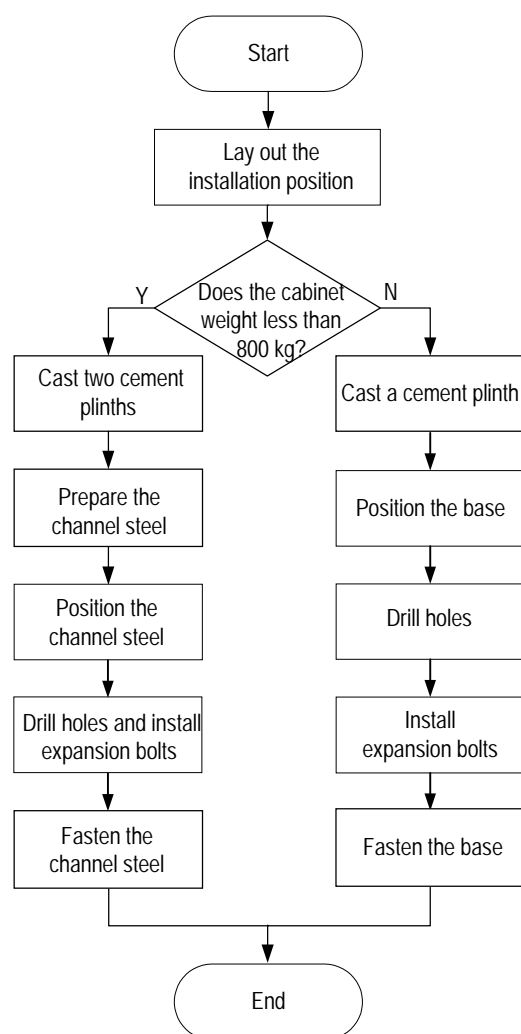 Start
Lay out the
installation position
Does the cabinet
weight less than
800 kg?
Y
N
Cast two cement
plinths
Prepare the
channel steel
Position the
channel steel
Drill holes and install
expansion bolts
Fasten the
channel steel
Cast a cement plinth
Position the base
Drill holes
Install
expansion bolts
Fasten the base
End